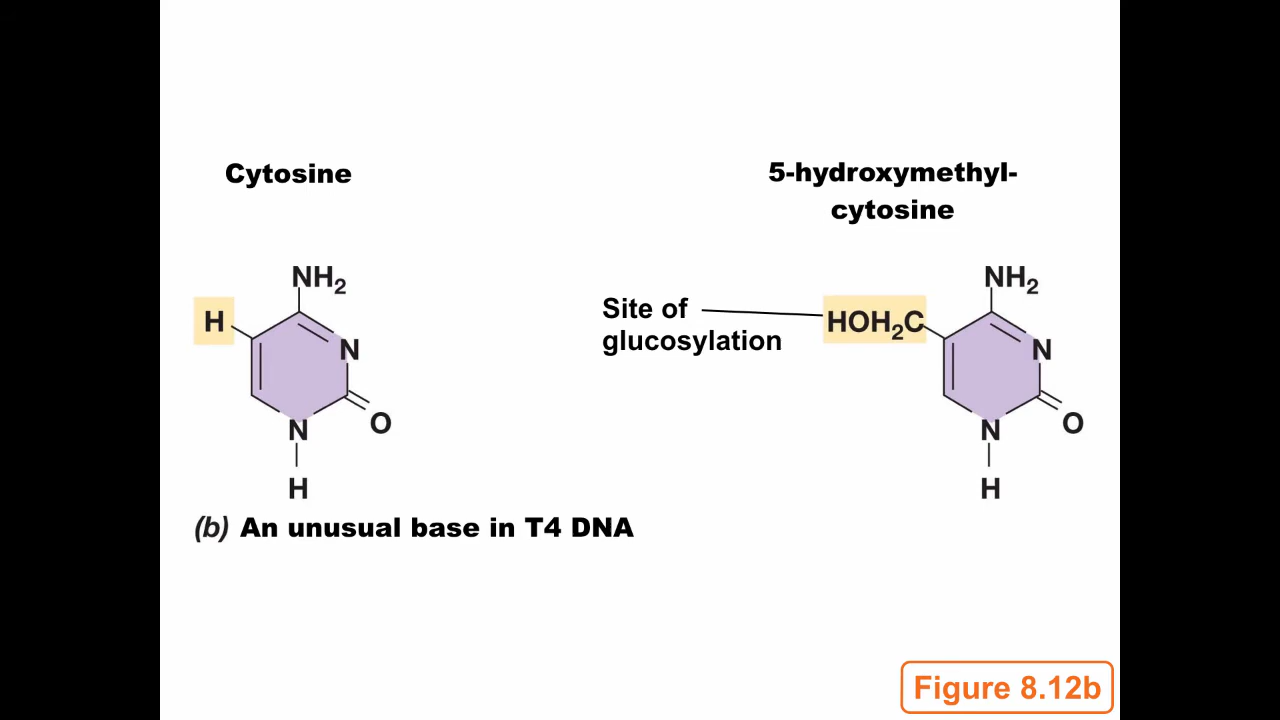 Cytosine
5-hydroxymethyl-
cytosine
NH₂
H
N
O
N
H
Site of
glucosylation
NH₂
HOH₂C
N
O
N
H
(b) An unusual base in T4 DNA
Figure 8.12b